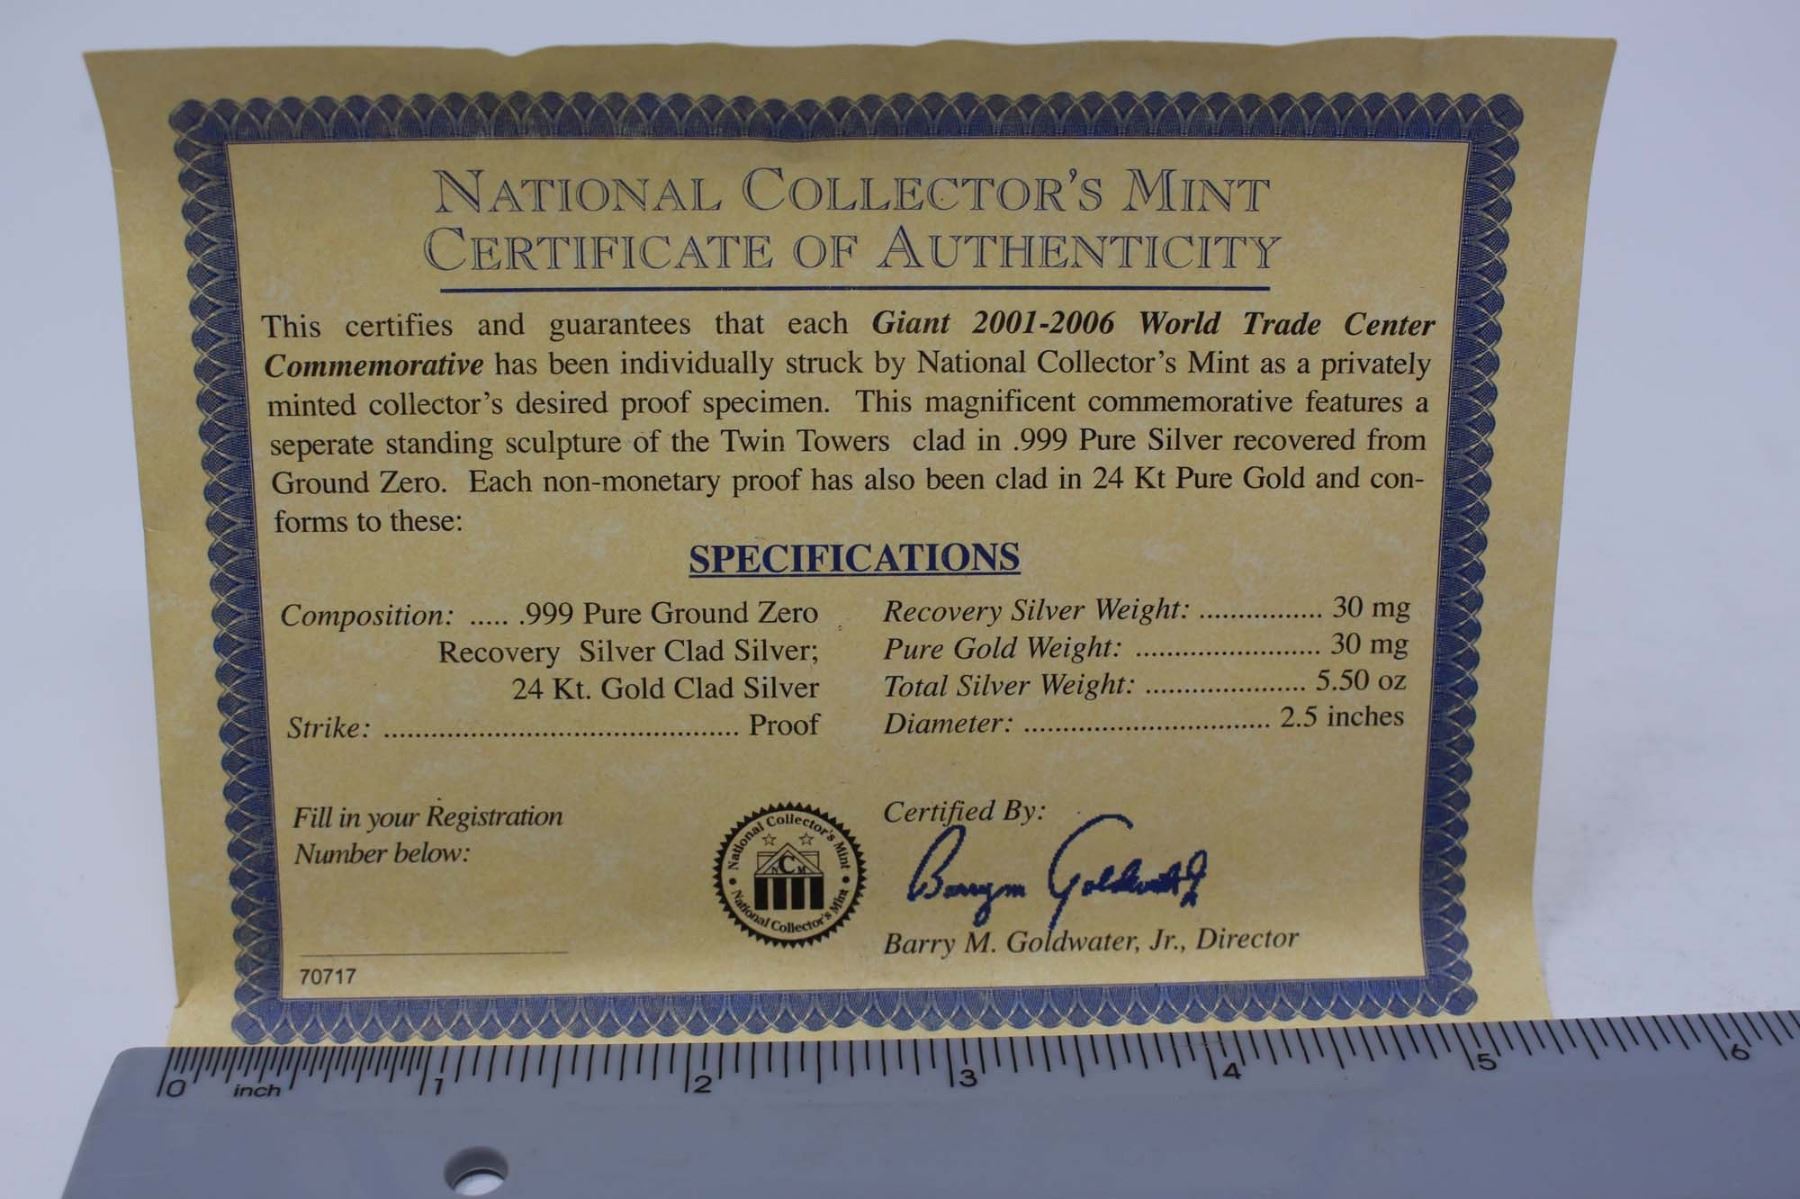 NATIONAL COLLECTOR'S MINT
CERTIFICATE OF AUTHENTICITY
This certifies and guarantees that each Giant 2001-2006 World Trade Center
Commemorative has been individually struck by National Collector's Mint as a privately
minted collector's desired proof specimen. This magnificent commemorative features a
seperate standing sculpture of the Twin Towers clad in .999 Pure Silver recovered from
Ground Zero. Each non-monetary proof has also been clad in 24 Kt Pure Gold and con-
forms to these:
SPECIFICATIONS
Composition: ..... .999 Pure Ground Zero
Recovery Silver Clad Silver;
24 Kt. Gold Clad Silver
Strike: ............................................. Proof
Recovery Silver Weight: ................ 30 mg
Pure Gold Weight: ........................ 30 mg
Total Silver Weight: ..................... 5.50 oz
Diameter: ................................ 2.5 inches
Fill in your Registration
Number below:
70717
National Collector's Mint
NCM
National Collector's Mint
Certified By:
Barry M Goldwater Jr
Barry M. Goldwater, Jr., Director
0 inch 1 2 3 4 5 6